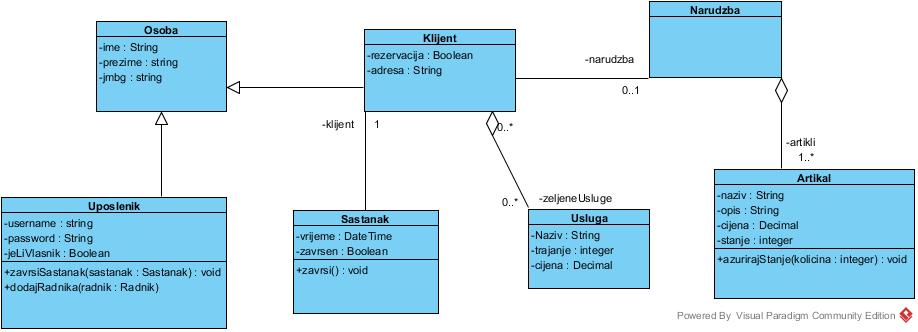 Osoba
-ime : String
-prezime : string
-jmbg : string
Klijent
-rezervacija : Boolean
-adresa : String
Narudzba
-narudzba
0..1
-klijent
1
0..*
-artikli
1..*
0..*
-zeljeneUsluge
Uposlenik
-username : string
-password : String
-jeLiVlasnik : Boolean
+zavrsiSastanak(sastanak : Sastanak) : void
+dodajRadnika(radnik : Radnik)
Sastanak
-vrijeme : DateTime
-zavrsen : Boolean
+zavrsi() : void
Usluga
-Naziv : String
-trajanje : integer
-cijena : Decimal
Artikal
-naziv : String
-opis : String
-cijena : Decimal
-stanje : integer
+azurirajStanje(kolicina : integer) : void
Powered By Visual Paradigm Community Edition